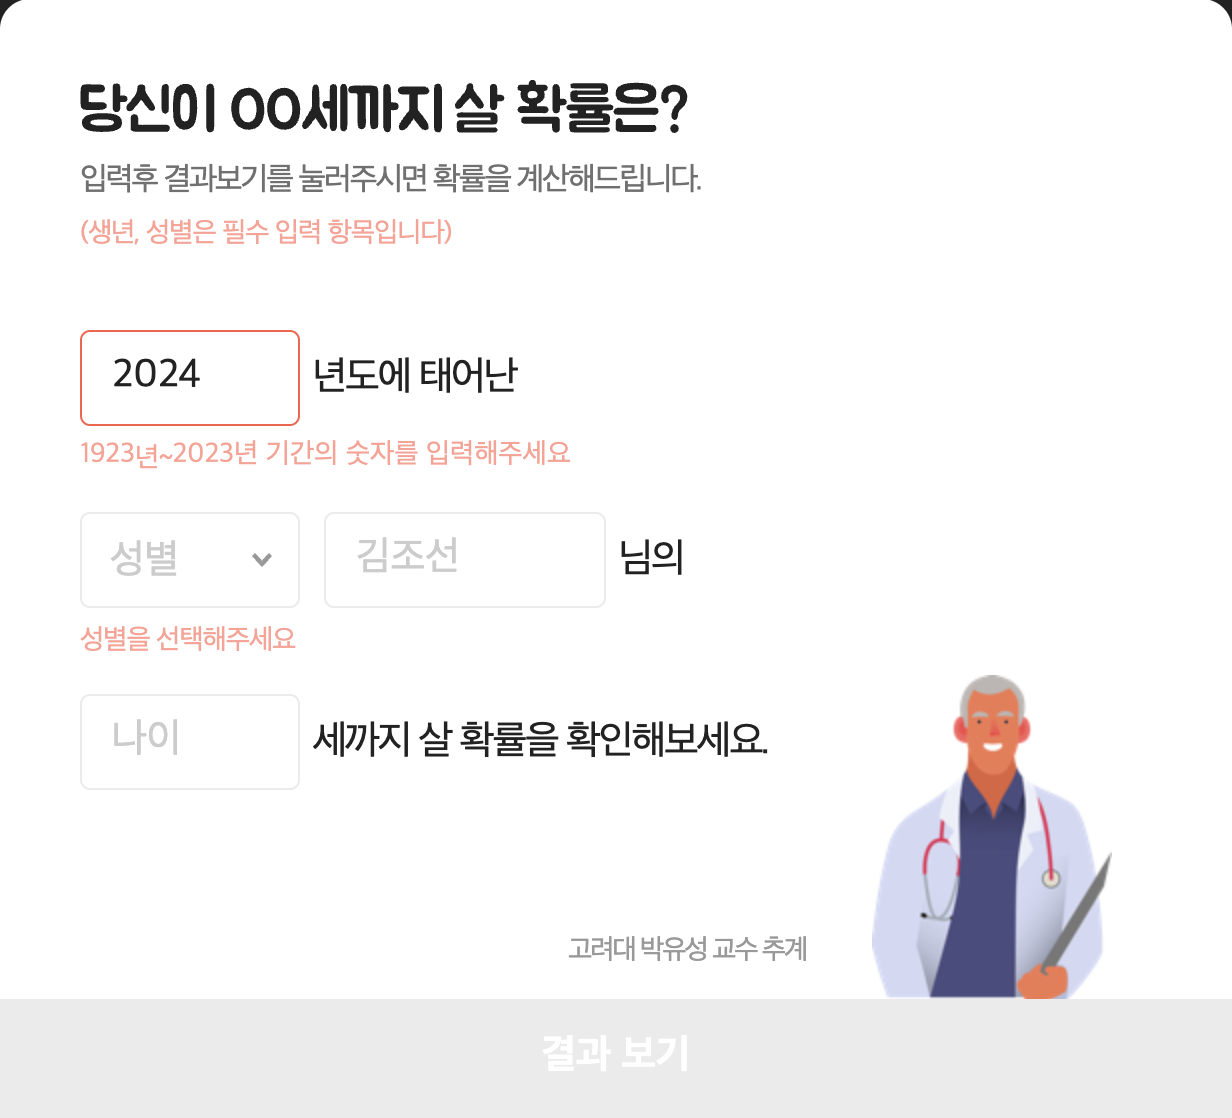 당신이 00세까지 살 확률은?
입력후 결과보기를 눌러주시면 확률을 계산해드립니다.
(생년, 성별은 필수 입력 항목입니다)
2024 년도에 태어난
1923년~2023년 기간의 숫자를 입력해주세요
성별 김조선 님의
성별을 선택해주세요
나이 세까지 살 확률을 확인해보세요.
고려대 박유성 교수 추계
결과 보기